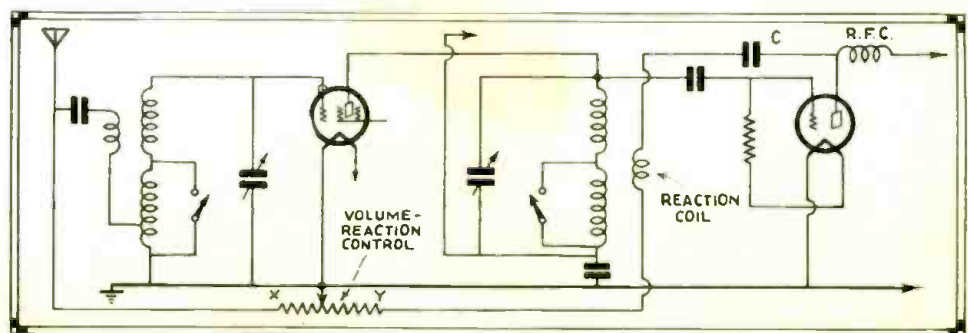 C
R.F.C.
VOLUME-
REACTION
CONTROL
REACTION
COIL
X
Y